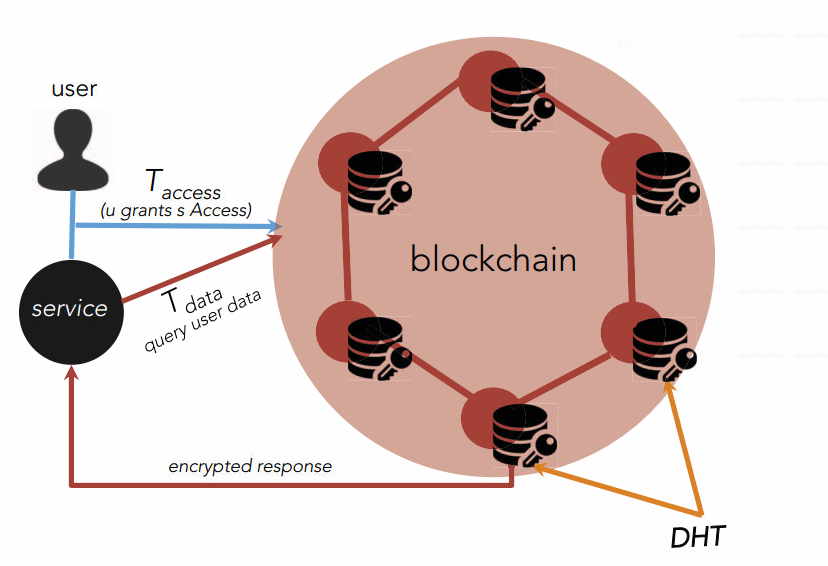 user
T access
(u grants s Access)
blockchain
service
T data
query user data
encrypted response
DHT